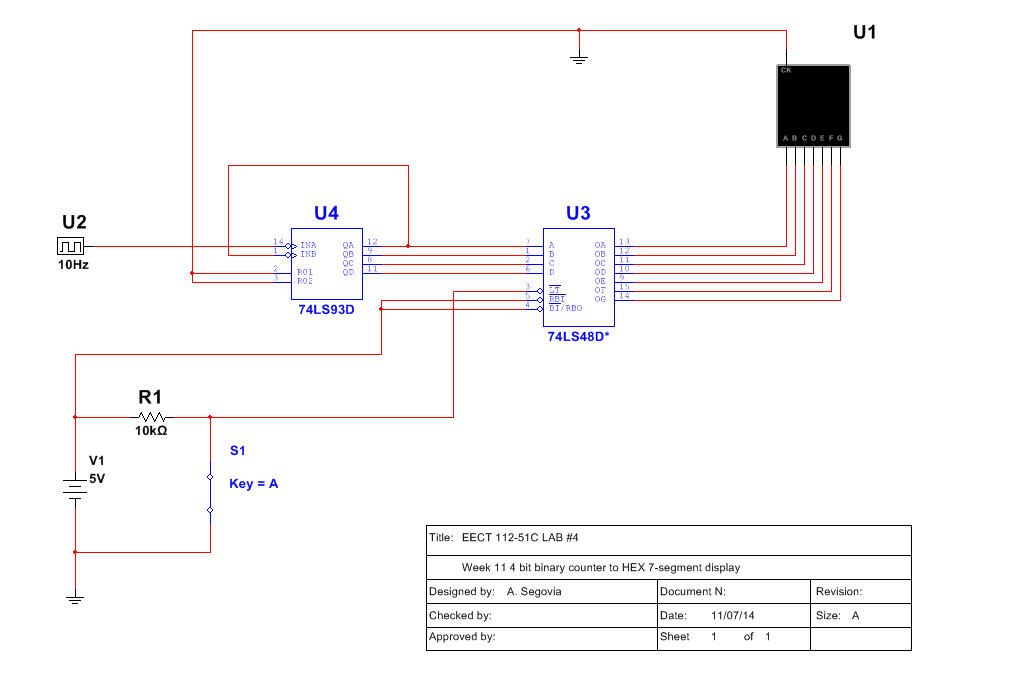 U1
CK
A B C D E F G
U4
U3
U2
10Hz
14 INA QA 12
1 INB QB 9
QC 8
2 R01 QD 11
3 R02
74LS93D
7 A OA 13
1 B OB 12
2 C OC 11
6 D OD 10
OE 9
3 LT OF 15
5 RBI OG 14
4 BI/RBO
74LS48D*
R1
10kΩ
V1
5V
S1
Key = A
Title: EECT 112-51C LAB #4
Week 11 4 bit binary counter to HEX 7-segment display
Designed by: A. Segovia Document N: Revision:
Checked by: Date: 11/07/14 Size: A
Approved by: Sheet 1 of 1